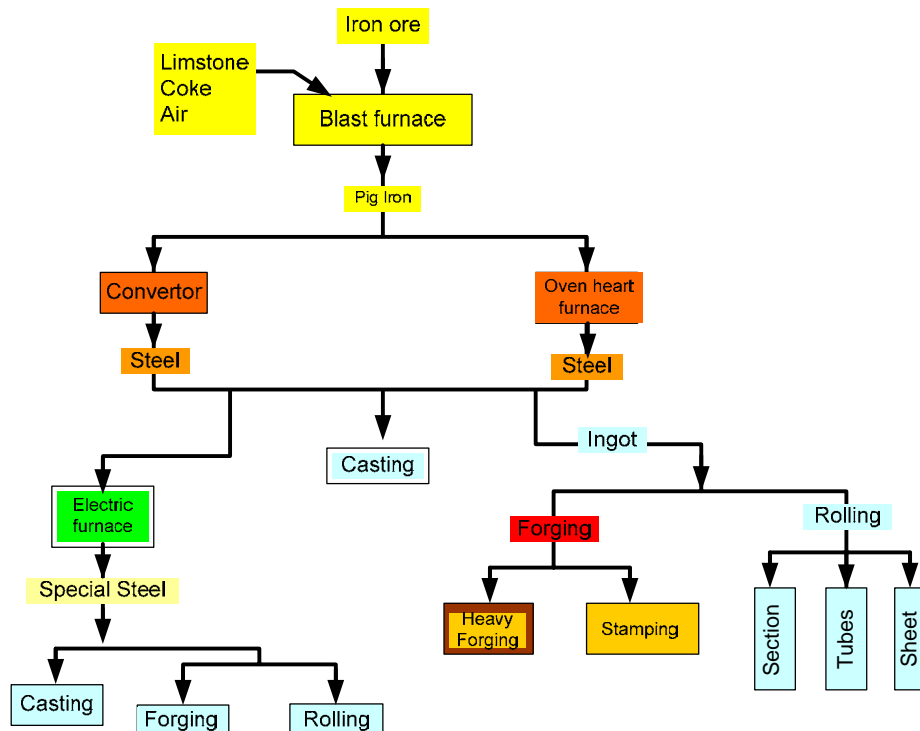 Iron ore
Limstone
Coke
Air
Blast furnace
Pig Iron
Convertor
Oven heart
furnace
Steel
Steel
Casting
Ingot
Electric
furnace
Forging
Rolling
Special Steel
Heavy
Forging
Stamping
Section
Tubes
Sheet
Casting
Forging
Rolling